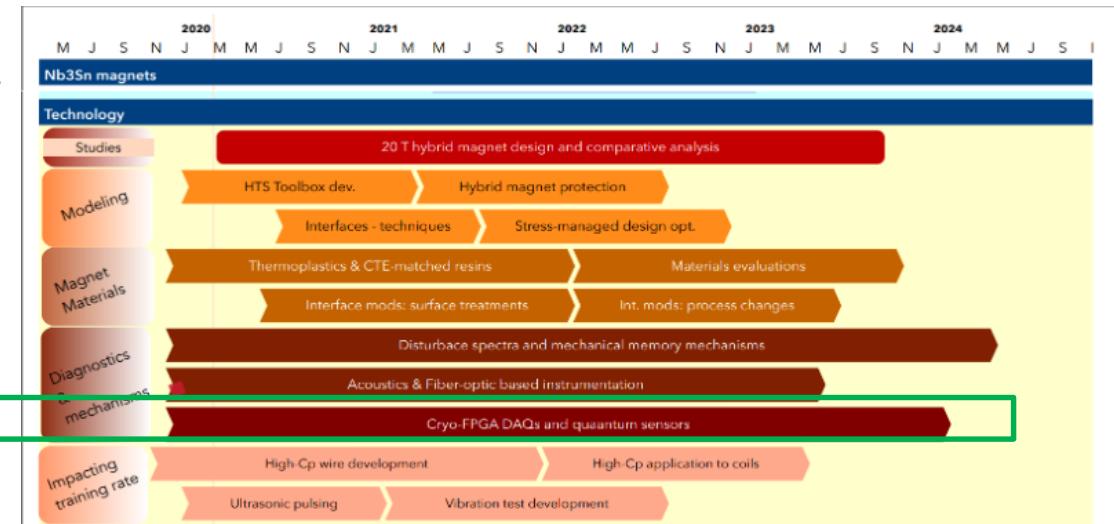 2020 2021 2022 2023 2024
M J S N J M M J S N J M M J S N J M M J S N J M M J S N J M M J S I
Nb3Sn magnets
Technology
Studies
20 T hybrid magnet design and comparative analysis
Modeling
HTS Toolbox dev. Hybrid magnet protection
Interfaces - techniques Stress-managed design opt.
Magnet
Materials
Thermoplastics & CTE-matched resins Materials evaluations
Interface mods: surface treatments Int. mods: process changes
Diagnostics
&
mechanisms
Disturbace spectra and mechanical memory mechanisms
Acoustics & Fiber-optic based instrumentation
Cryo-FPGA DAQs and quaantum sensors
Impacting
training rate
High-Cp wire development High-Cp application to coils
Ultrasonic pulsing Vibration test development